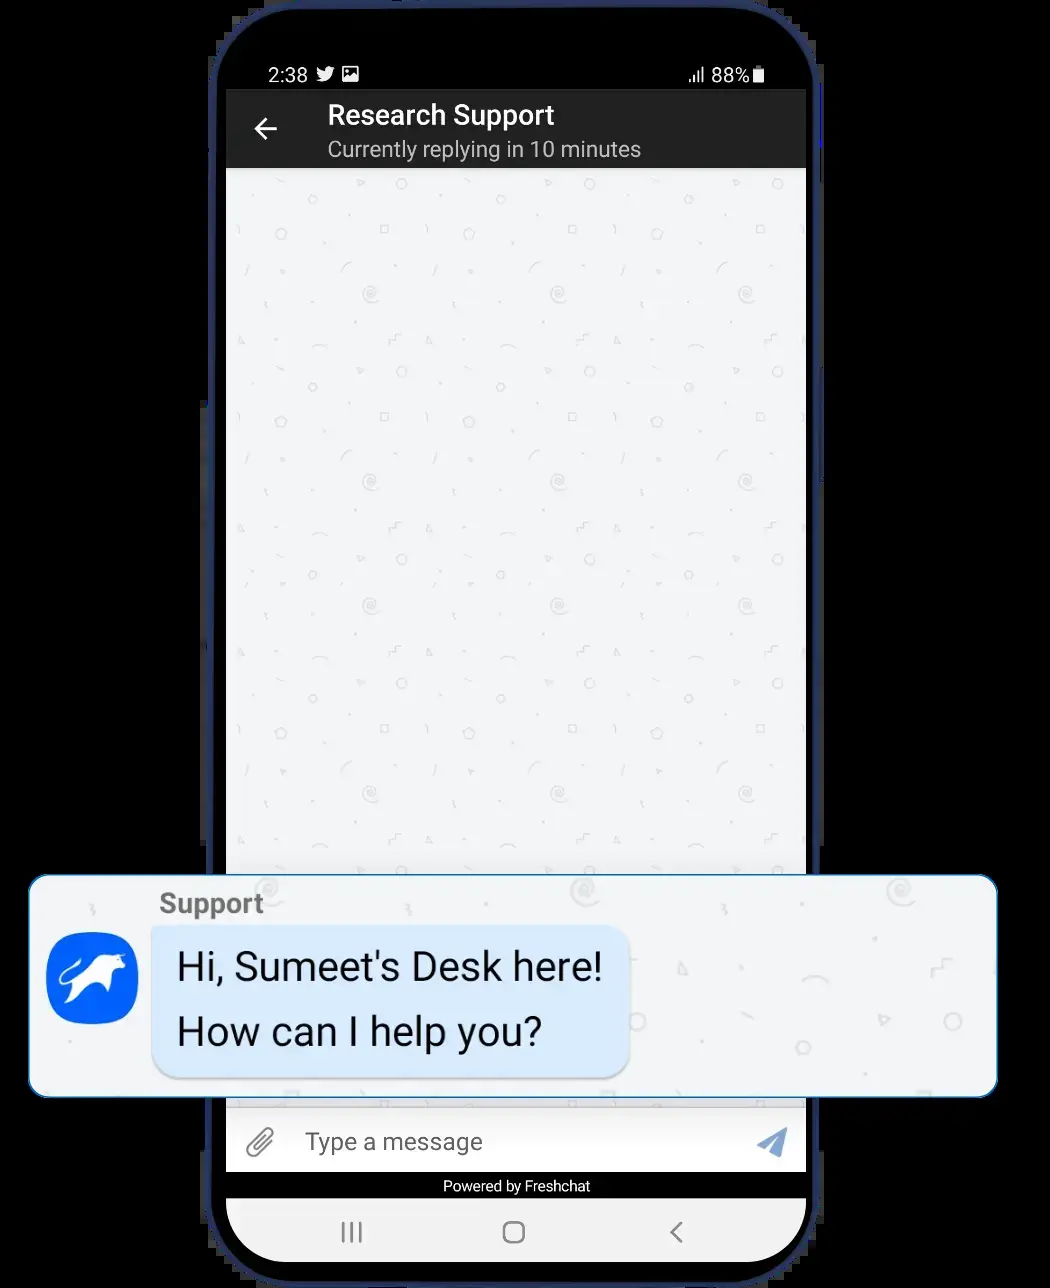 2:38 88%
Research Support
Currently replying in 10 minutes
Support
Hi, Sumeet's Desk here!
How can I help you?
Type a message
Powered by Freshchat